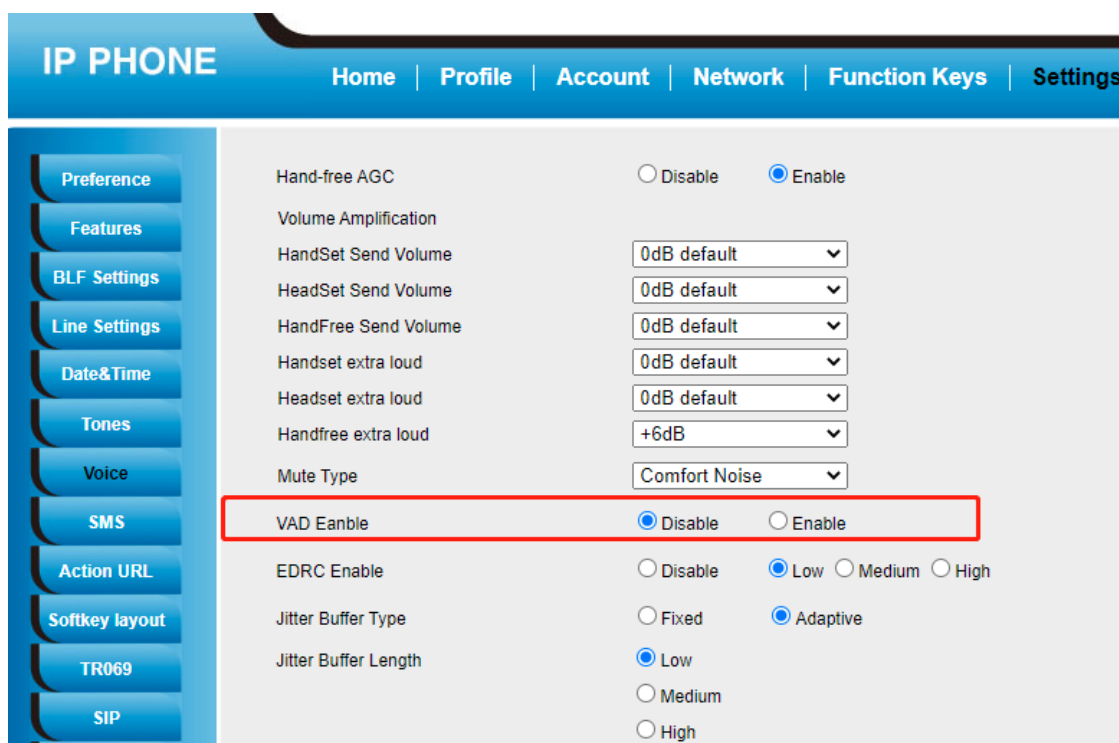 IP PHONE
Home Profile Account Network Function Keys Settings
Preference
Features
BLF Settings
Line Settings
Date&Time
Tones
Voice
SMS
Action URL
Softkey layout
TR069
SIP
Hand-free AGC Disable Enable
Volume Amplification
HandSet Send Volume 0dB default
HeadSet Send Volume 0dB default
HandFree Send Volume 0dB default
Handset extra loud 0dB default
Headset extra loud 0dB default
Handfree extra loud +6dB
Mute Type Comfort Noise
VAD Eanble Disable Enable
EDRC Enable Disable Low Medium High
Jitter Buffer Type Fixed Adaptive
Jitter Buffer Length Low
Medium
High